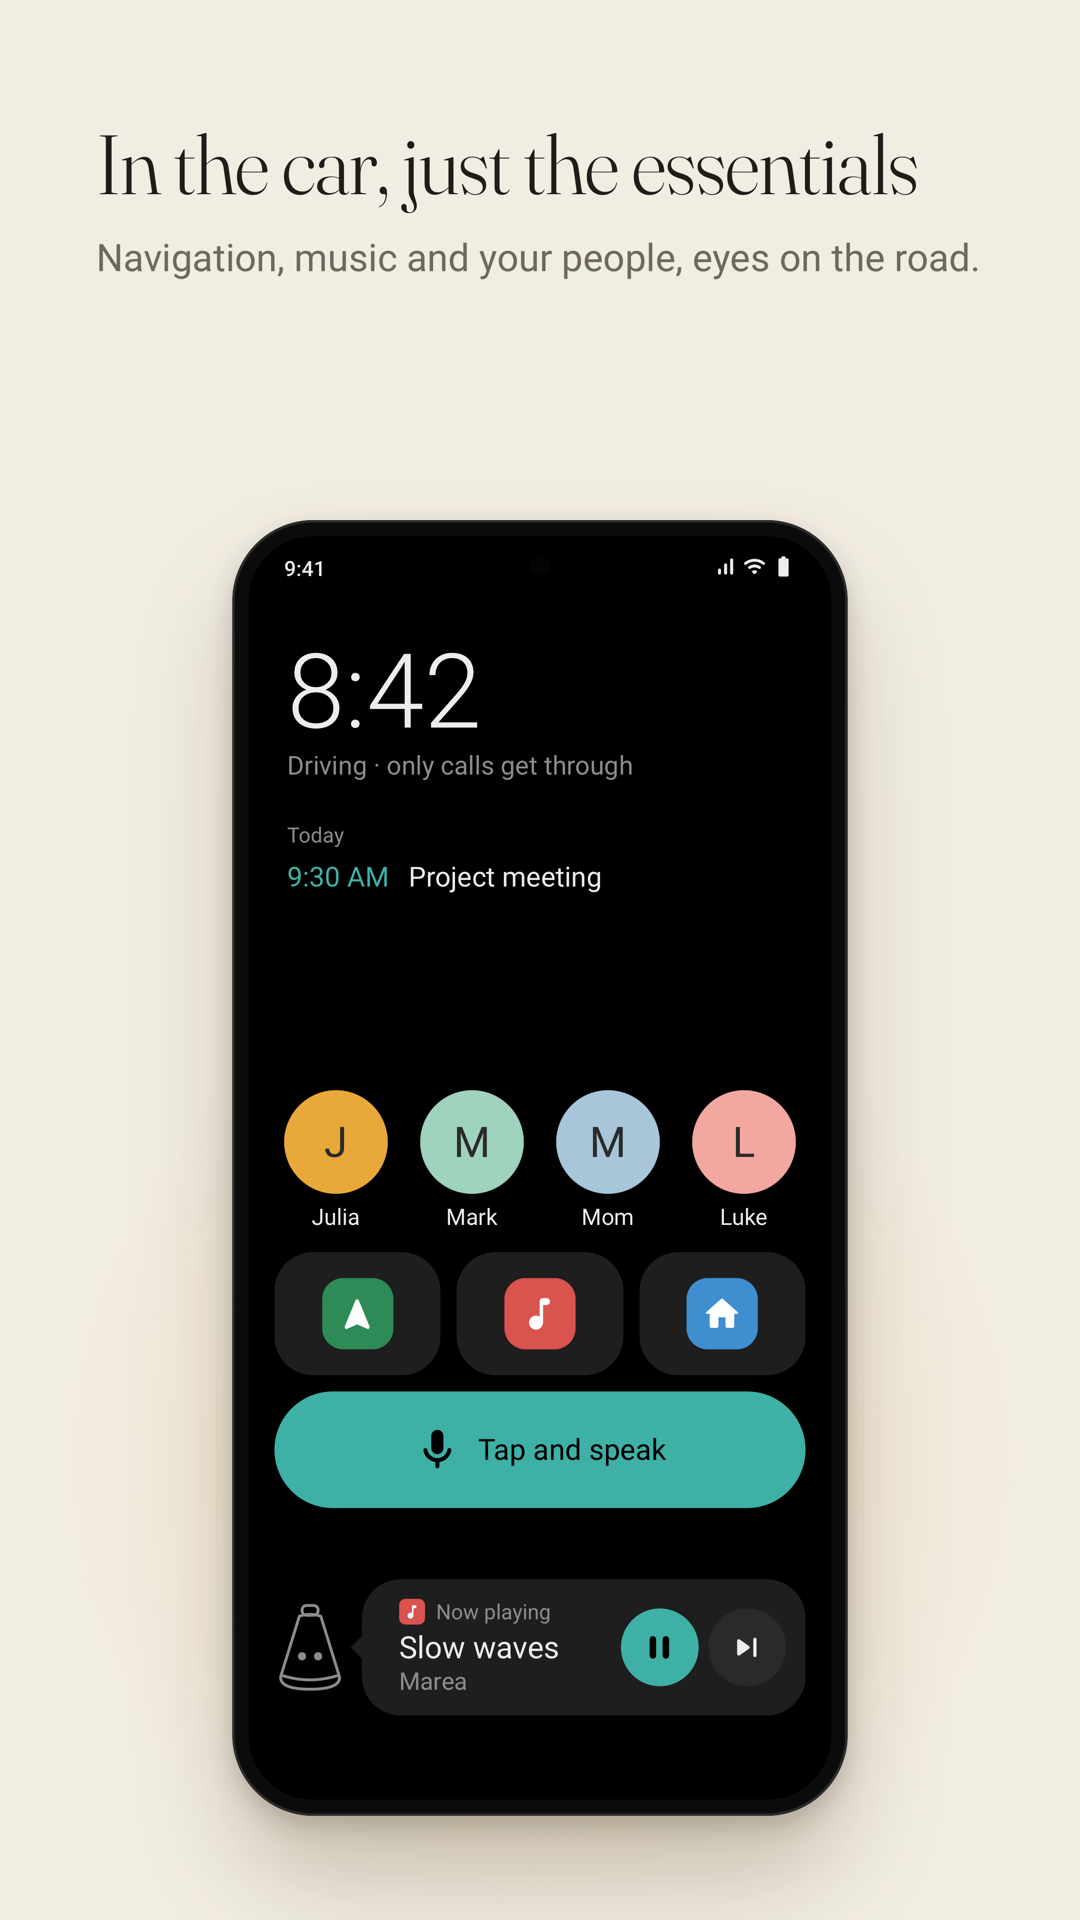 In the car, just the essentials
Navigation, music and your people, eyes on the road.
9:41
8:42
Driving · only calls get through
Today
9:30 AM Project meeting
J M M L
Julia Mark Mom Luke
Tap and speak
Now playing
Slow waves
Marea